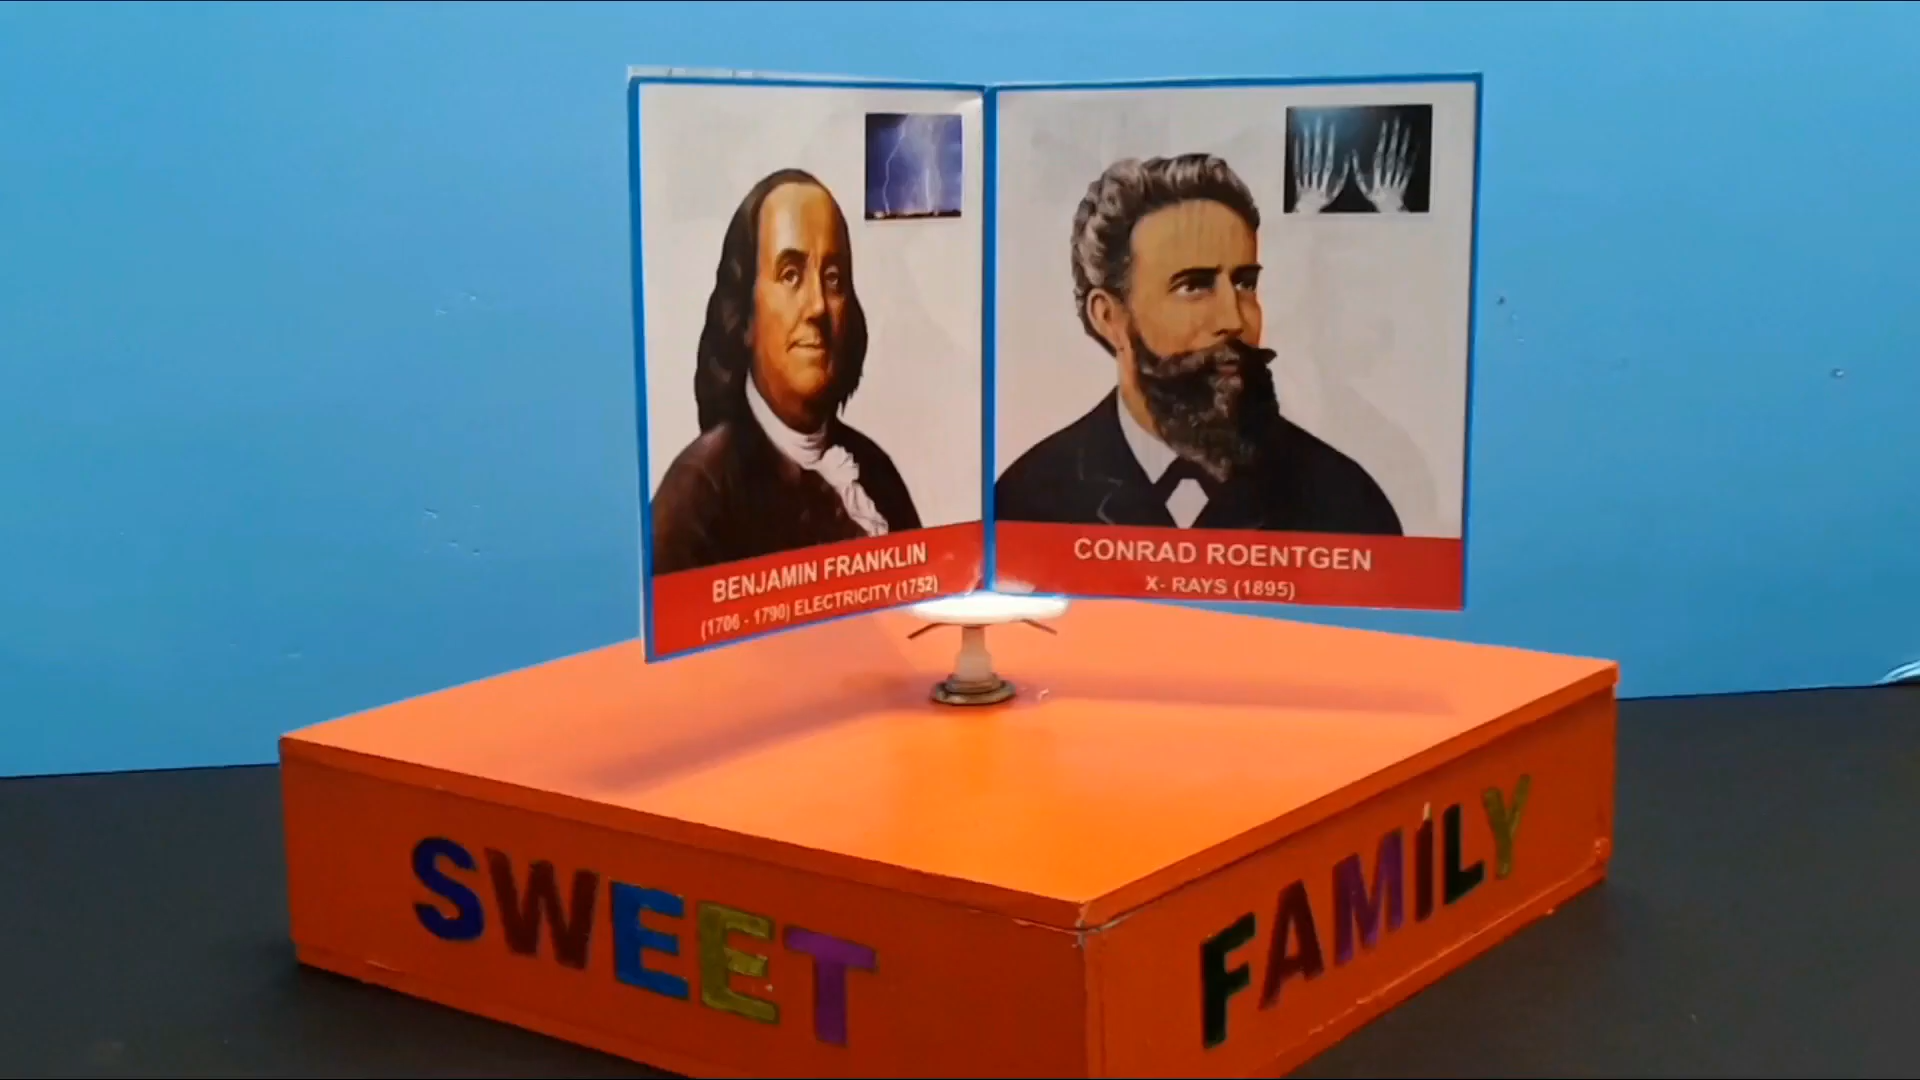 BENJAMIN FRANKLIN
(1706 - 1790) ELECTRICITY (1752)
CONRAD ROENTGEN
X- RAYS (1895)
SWEET
FAMILY